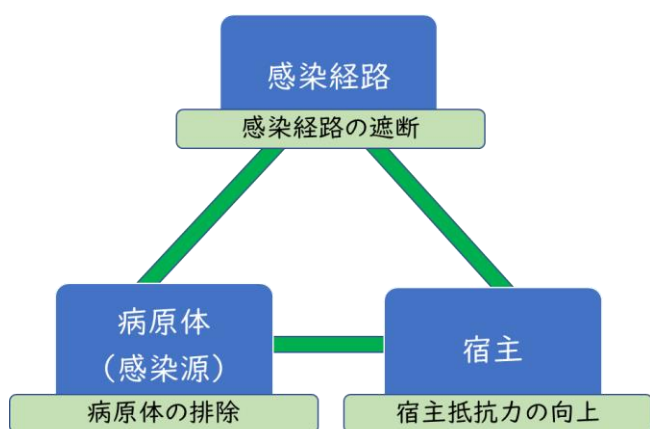 感染経路
感染経路の遮断
病原体
（感染源）
病原体の排除
宿主
宿主抵抗力の向上